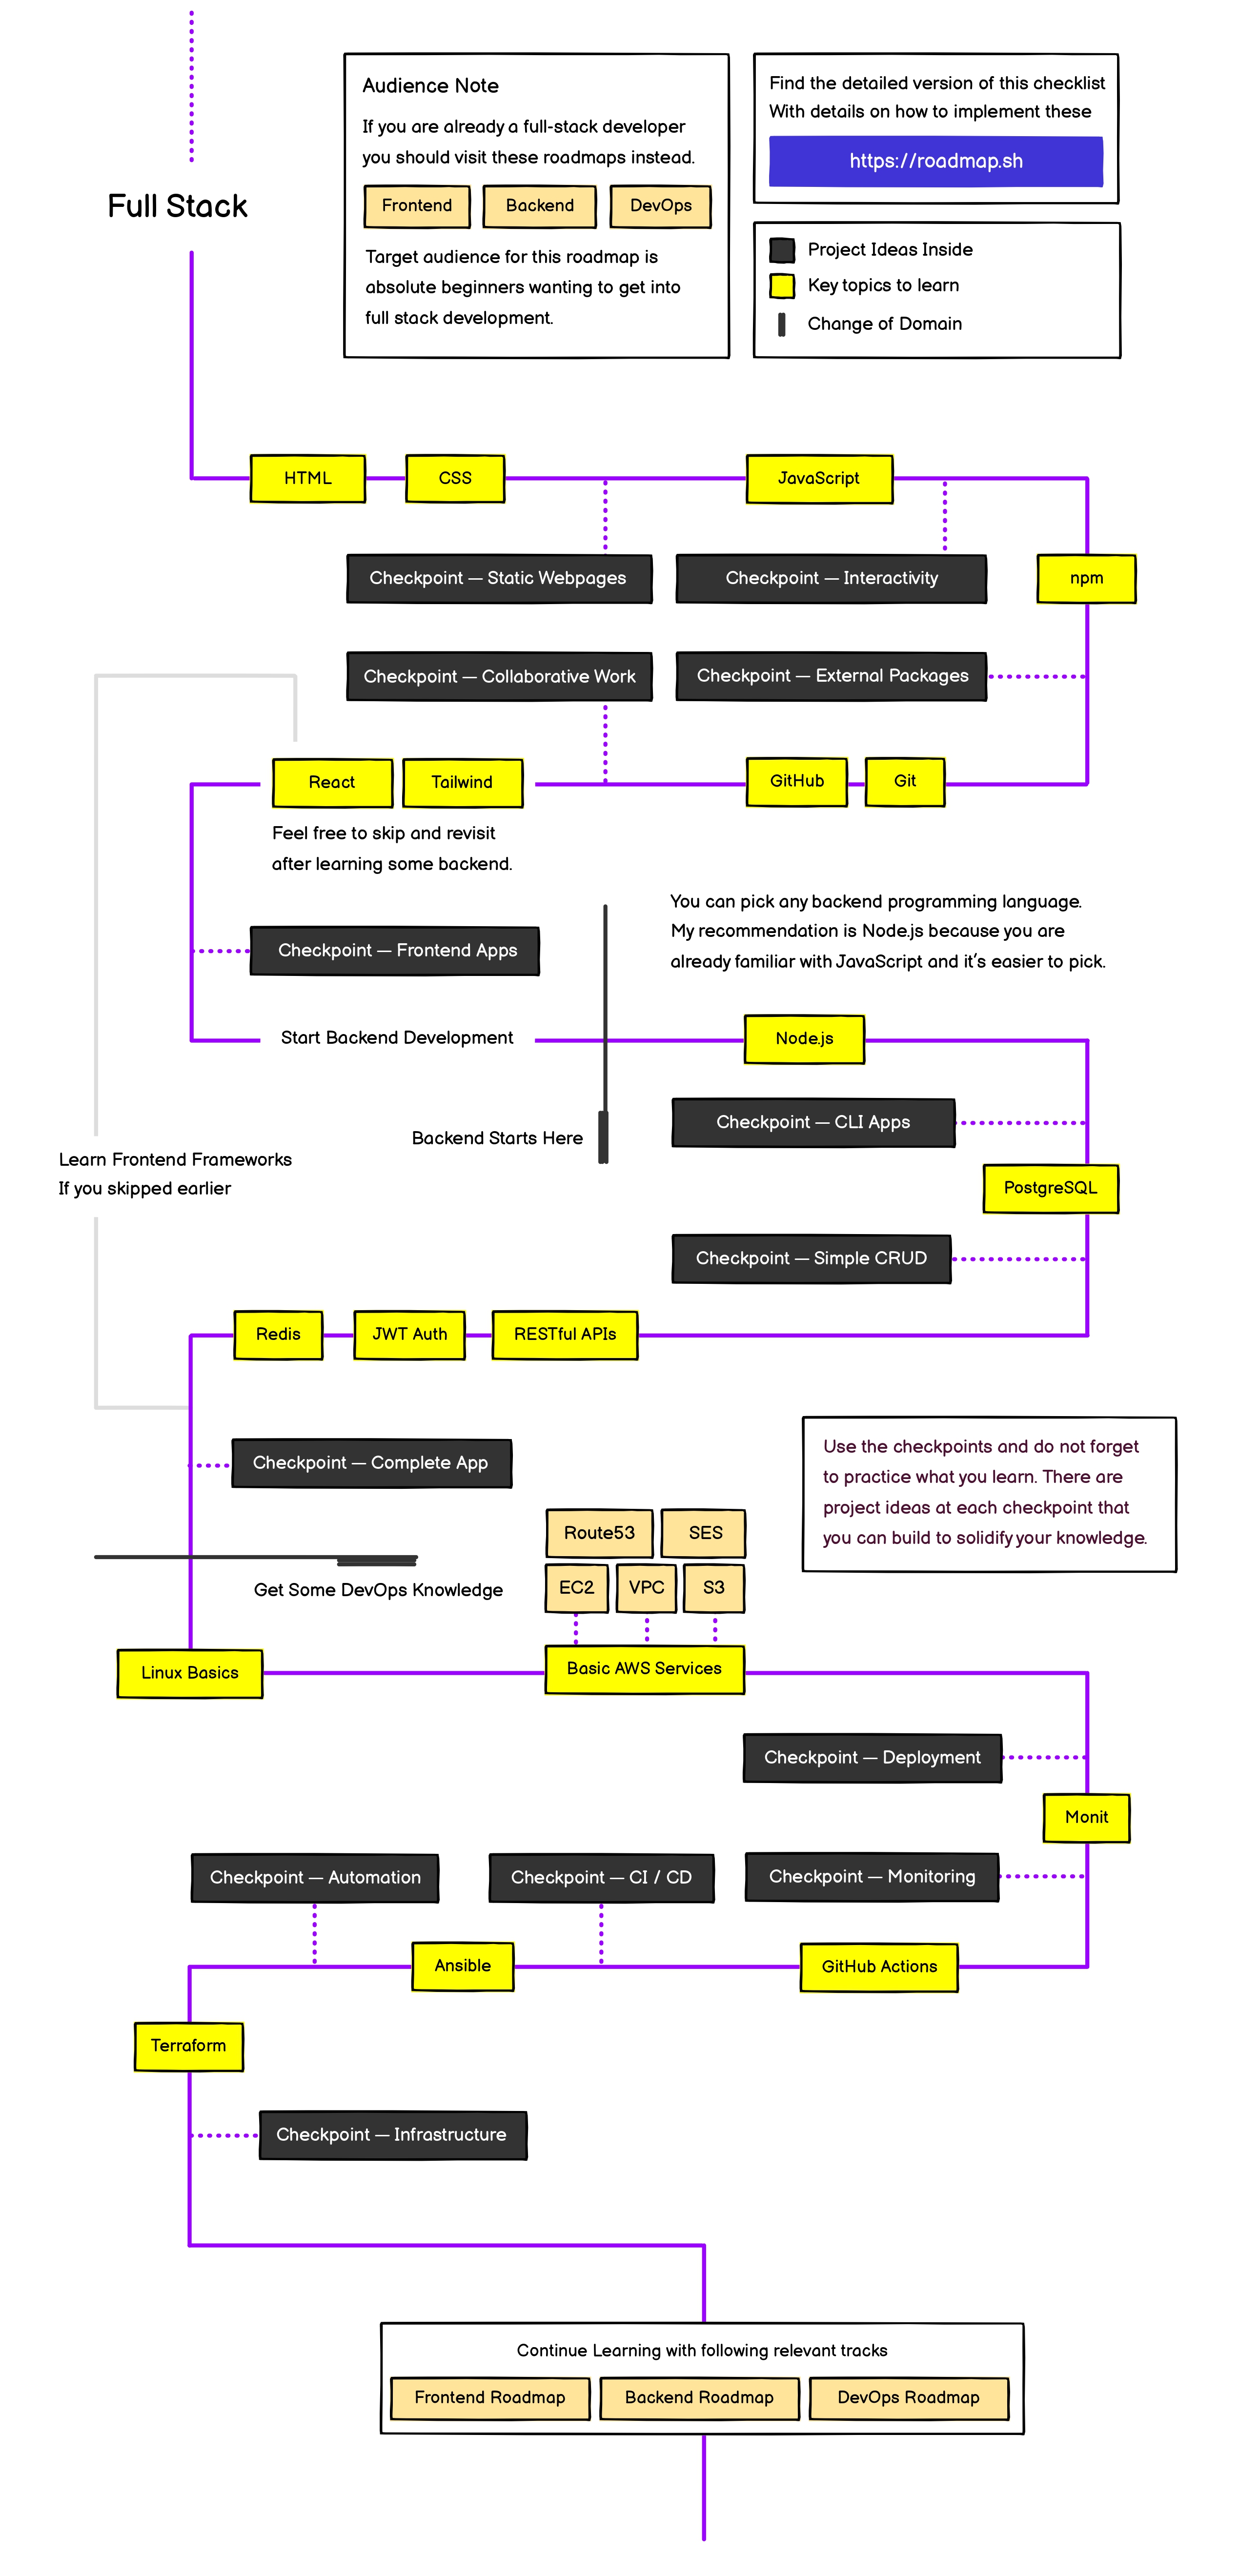 Full Stack
Audience Note
If you are already a full-stack developer
you should visit these roadmaps instead.
Frontend
Backend
DevOps
Target audience for this roadmap is
absolute beginners wanting to get into
full stack development.
Find the detailed version of this checklist
With details on how to implement these
https://roadmap.sh
Project Ideas Inside
Key topics to learn
Change of Domain
HTML
CSS
JavaScript
Checkpoint — Static Webpages
Checkpoint — Interactivity
npm
Checkpoint — Collaborative Work
Checkpoint — External Packages
React
Tailwind
GitHub
Git
Feel free to skip and revisit
after learning some backend.
You can pick any backend programming language.
My recommendation is Node.js because you are
already familiar with JavaScript and it's easier to pick.
Checkpoint — Frontend Apps
Start Backend Development
Node.js
Checkpoint — CLI Apps
Backend Starts Here
Learn Frontend Frameworks
If you skipped earlier
PostgreSQL
Checkpoint — Simple CRUD
Redis
JWT Auth
RESTful APIs
Checkpoint — Complete App
Use the checkpoints and do not forget
to practice what you learn. There are
project ideas at each checkpoint that
you can build to solidify your knowledge.
Route53
SES
EC2
VPC
S3
Get Some DevOps Knowledge
Linux Basics
Basic AWS Services
Checkpoint — Deployment
Monit
Checkpoint — Automation
Checkpoint — CI / CD
Checkpoint — Monitoring
Ansible
GitHub Actions
Terraform
Checkpoint — Infrastructure
Continue Learning with following relevant tracks
Frontend Roadmap
Backend Roadmap
DevOps Roadmap